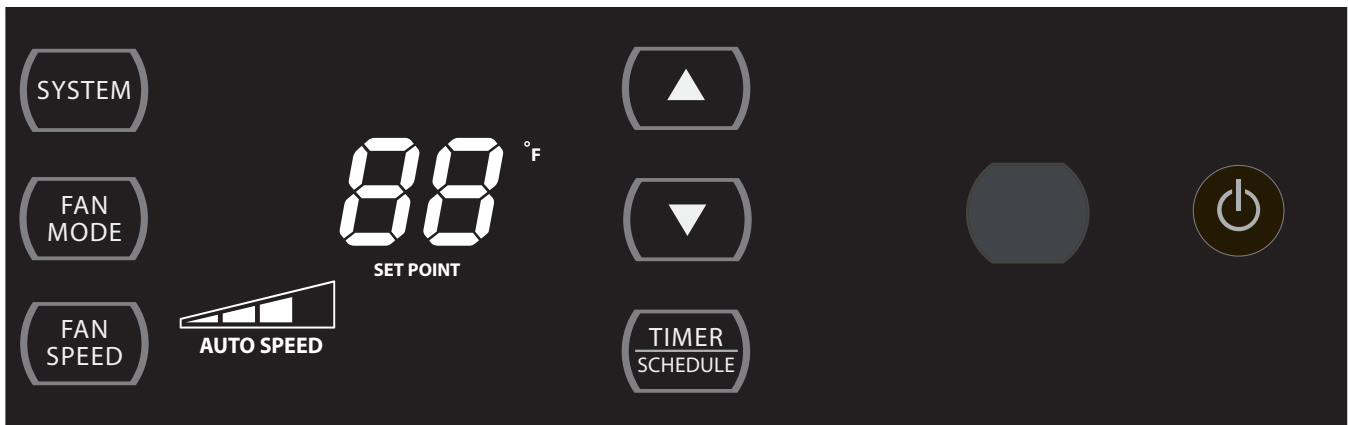 SYSTEM
FAN
MODE
FAN
SPEED
88 °F
SET POINT
AUTO SPEED
TIMER
SCHEDULE